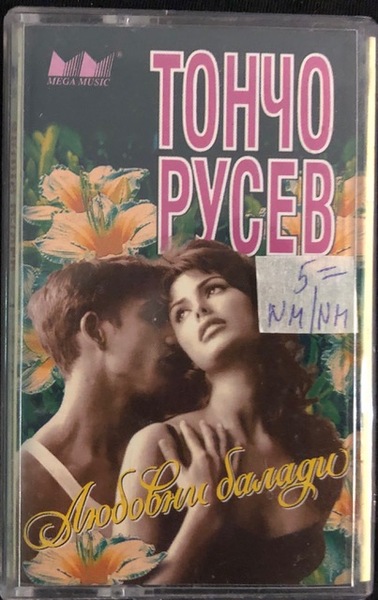 MEGA MUSIC
ТОНЧО
РУСЕВ
5=
NM/NM
Любовни балади